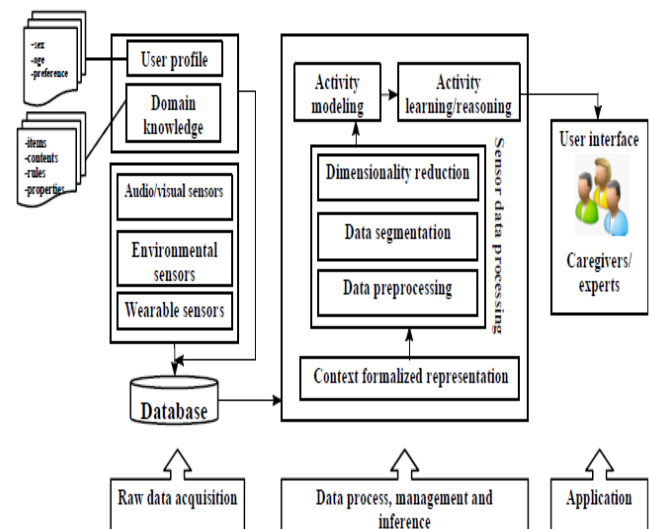 -sex
-age
-preference
User profile
Domain
knowledge
-items
-contents
-rules
-properties
Audio/visual sensors
Environmental
sensors
Wearable sensors
Database
Activity
modeling
Activity
learning/reasoning
Dimensionality reduction
Data segmentation
Data preprocessing
Sensor data processing
Context formalized representation
User interface
Caregivers/
experts
Raw data acquisition
Data process, management and
inference
Application